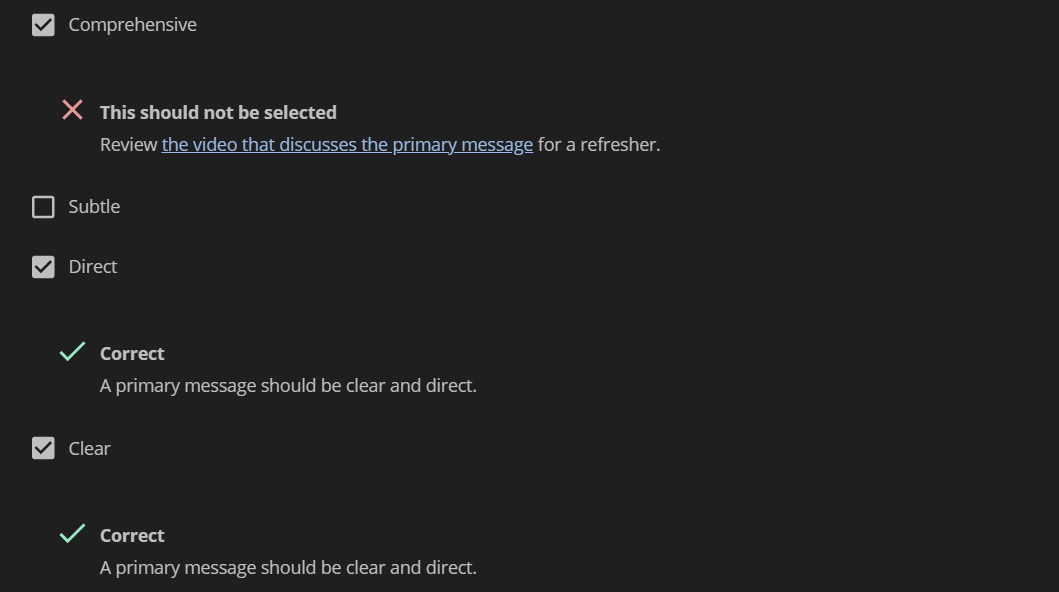 Comprehensive
This should not be selected
Review the video that discusses the primary message for a refresher.
Subtle
Direct
Correct
A primary message should be clear and direct.
Clear
Correct
A primary message should be clear and direct.